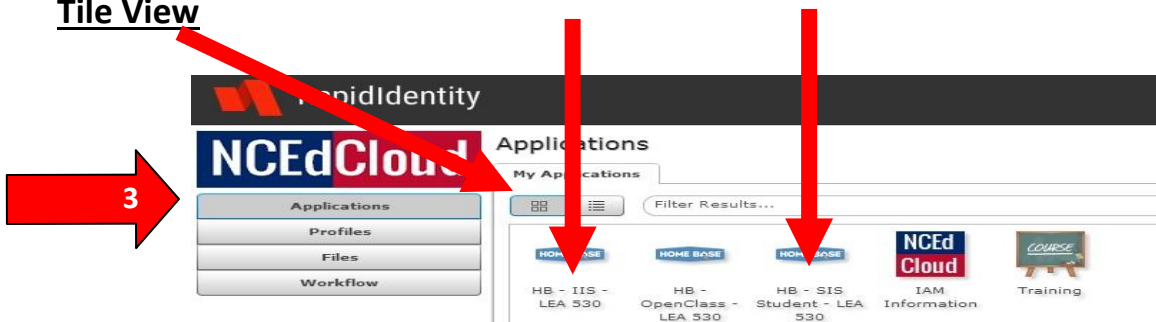 Tile View
RapidIdentity
NCEdCloud
Applications
My Applications
3
Applications
Filter Results...
Profiles
Files
Workflow
HOME BASE
HOME BASE
HOME BASE
NCEd
Cloud
COURSE
HB - IIS -
LEA 530
HB -
OpenClass -
LEA 530
HB - SIS
Student - LEA
530
IAM
Information
Training